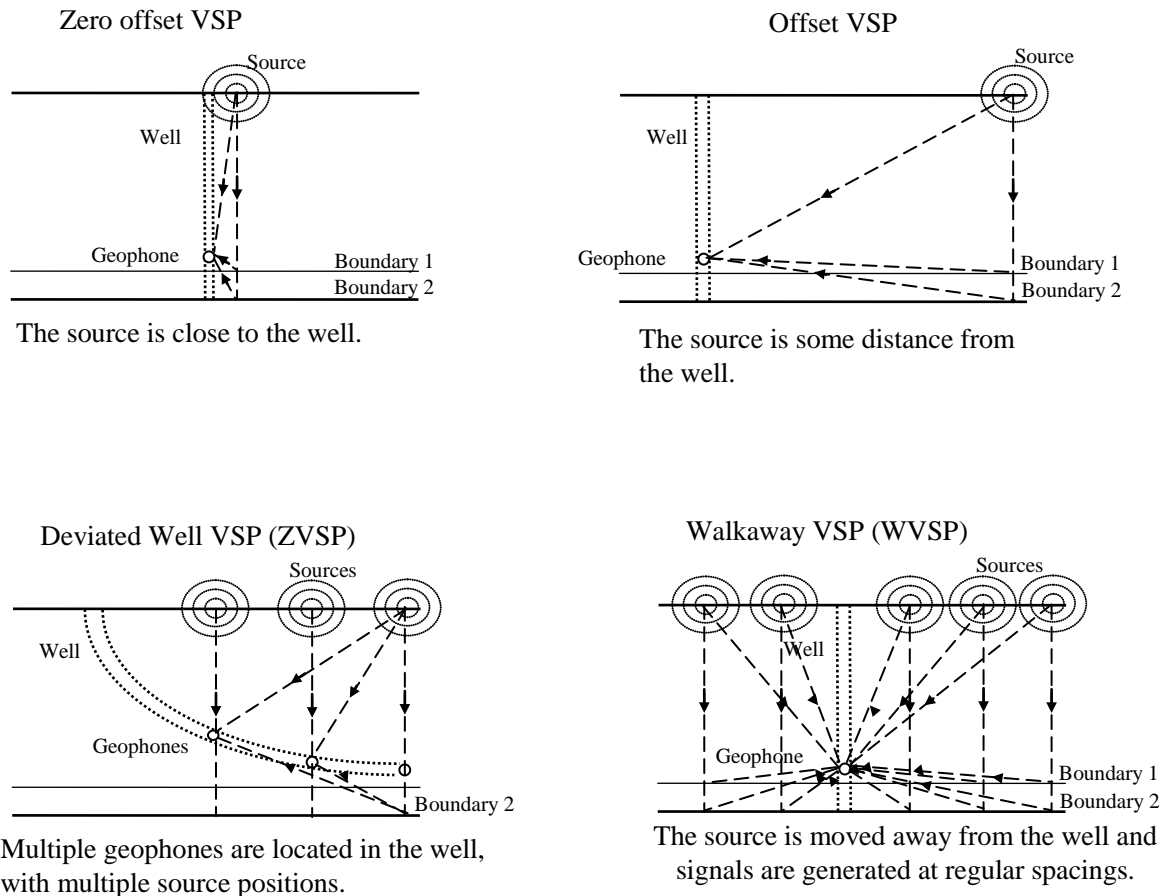 Zero offset VSP
Source
Well
Geophone
Boundary 1
Boundary 2
The source is close to the well.
Offset VSP
Source
Well
Geophone
Boundary 1
Boundary 2
The source is some distance from
the well.
Deviated Well VSP (ZVSP)
Sources
Well
Geophones
Boundary 2
Multiple geophones are located in the well,
with multiple source positions.
Walkaway VSP (WVSP)
Sources
Well
Geophone
Boundary 1
Boundary 2
The source is moved away from the well and
signals are generated at regular spacings.